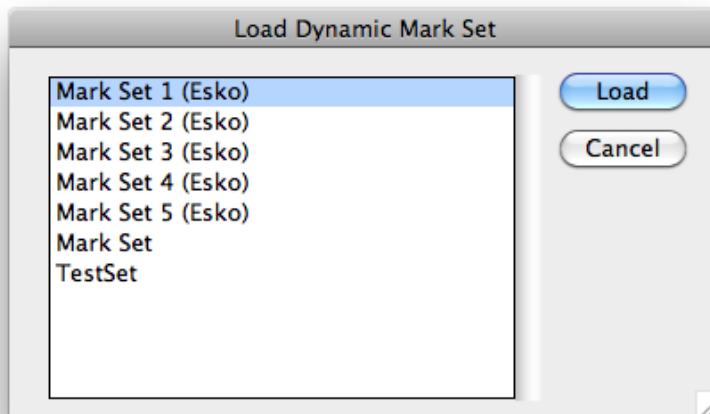 Load Dynamic Mark Set
Mark Set 1 (Esko)
Mark Set 2 (Esko)
Mark Set 3 (Esko)
Mark Set 4 (Esko)
Mark Set 5 (Esko)
Mark Set
TestSet
Load
Cancel